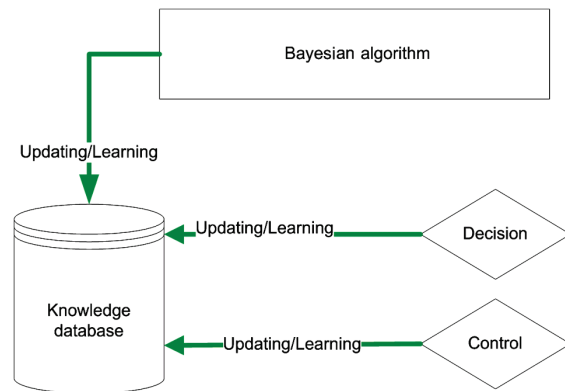 Bayesian algorithm
Updating/Learning
Updating/Learning
Decision
Knowledge
database
Updating/Learning
Control